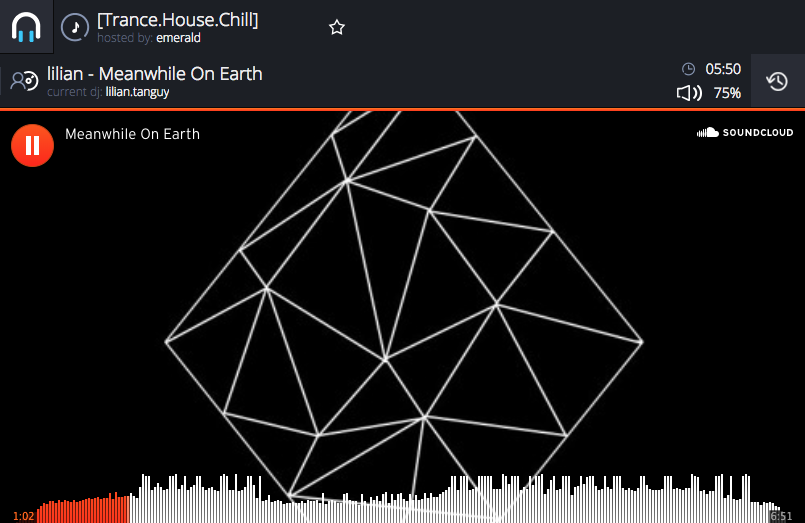 [Trance.House.Chill]
hosted by: emerald
lilian - Meanwhile On Earth
current dj: lilian.tanguy
05:50
75%
Meanwhile On Earth
SOUNDCLOUD
1:02
6:51